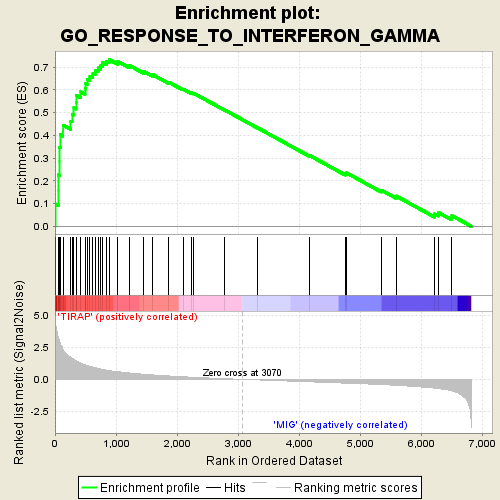 Enrichment plot:
GO_RESPONSE_TO_INTERFERON_GAMMA
Enrichment score (ES)
0.7
0.6
0.5
0.4
0.3
0.2
0.1
0.0
Ranked list metric (Signal2Noise)
5.0
2.5
0.0
-2.5
'TIRAP' (positively correlated)
Zero cross at 3070
'MIG' (negatively correlated)
0
1,000
2,000
3,000
4,000
5,000
6,000
7,000
Rank in Ordered Dataset
Enrichment profile
Hits
Ranking metric scores